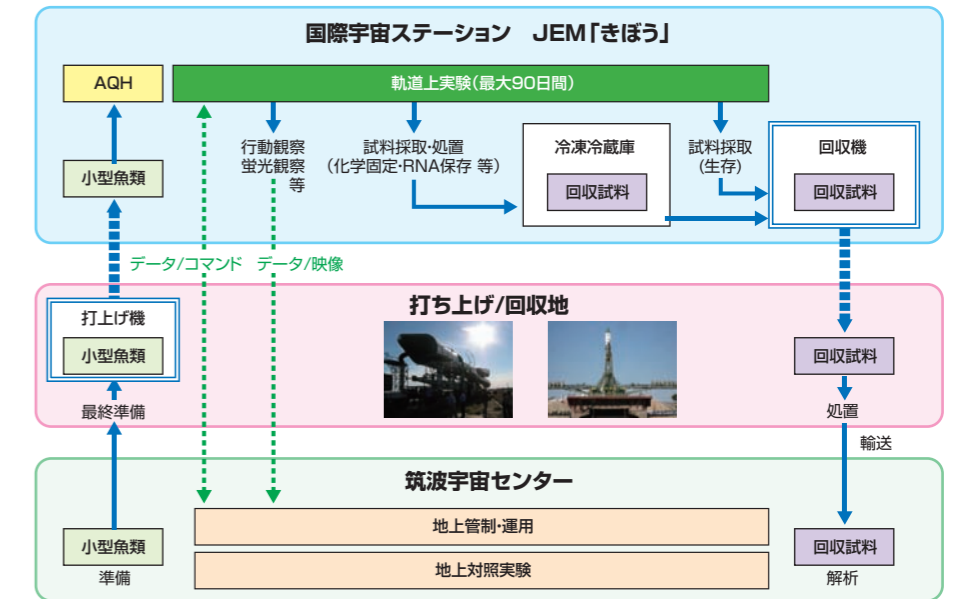 国際宇宙ステーション　JEM「きぼう」
AQH
軌道上実験(最大90日間)
行動観察
蛍光観察
等
試料採取・処置
(化学固定・RNA保存 等)
冷凍冷蔵庫
回収試料
試料採取
(生存)
回収機
回収試料
小型魚類
データ/コマンド
データ/映像
打ち上げ/回収地
打上げ機
小型魚類
最終準備
回収試料
処置
輸送
筑波宇宙センター
小型魚類
準備
地上管制・運用
地上対照実験
回収試料
解析